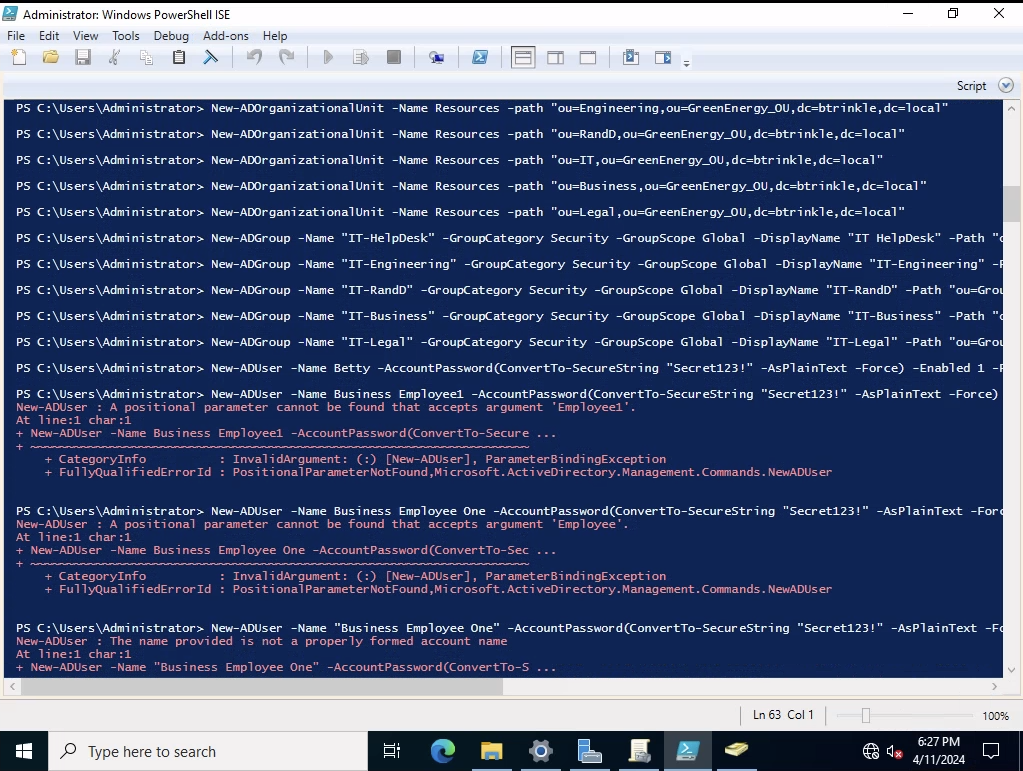 Administrator: Windows PowerShell ISE
File Edit View Tools Debug Add-ons Help
Script
PS C:\Users\Administrator> New-ADOrganizationalUnit -Name Resources -path "ou=Engineering,ou=GreenEnergy_OU,dc=btrinkle,dc=local"
PS C:\Users\Administrator> New-ADOrganizationalUnit -Name Resources -path "ou=RandD,ou=GreenEnergy_OU,dc=btrinkle,dc=local"
PS C:\Users\Administrator> New-ADOrganizationalUnit -Name Resources -path "ou=IT,ou=GreenEnergy_OU,dc=btrinkle,dc=local"
PS C:\Users\Administrator> New-ADOrganizationalUnit -Name Resources -path "ou=Business,ou=GreenEnergy_OU,dc=btrinkle,dc=local"
PS C:\Users\Administrator> New-ADOrganizationalUnit -Name Resources -path "ou=Legal,ou=GreenEnergy_OU,dc=btrinkle,dc=local"
PS C:\Users\Administrator> New-ADGroup -Name "IT-HelpDesk" -GroupCategory Security -GroupScope Global -DisplayName "IT HelpDesk" -Path "o
PS C:\Users\Administrator> New-ADGroup -Name "IT-Engineering" -GroupCategory Security -GroupScope Global -DisplayName "IT-Engineering" -P
PS C:\Users\Administrator> New-ADGroup -Name "IT-RandD" -GroupCategory Security -GroupScope Global -DisplayName "IT-RandD" -Path "ou=Grou
PS C:\Users\Administrator> New-ADGroup -Name "IT-Business" -GroupCategory Security -GroupScope Global -DisplayName "IT-Business" -Path "o
PS C:\Users\Administrator> New-ADGroup -Name "IT-Legal" -GroupCategory Security -GroupScope Global -DisplayName "IT-Legal" -Path "ou=Grou
PS C:\Users\Administrator> New-ADUser -Name Betty -AccountPassword(ConvertTo-SecureString "Secret123!" -AsPlainText -Force) -Enabled 1 -P
PS C:\Users\Administrator> New-ADUser -Name Business Employee1 -AccountPassword(ConvertTo-SecureString "Secret123!" -AsPlainText -Force)
New-ADUser : A positional parameter cannot be found that accepts argument 'Employee1'.
At line:1 char:1
+ New-ADUser -Name Business Employee1 -AccountPassword(ConvertTo-Secure ...
+ ~~~~~~~~~~~~~~~~~~~~~~~~~~~~~~~~~~~~~~~~~~~~~~~~~~~~~~~~~~~~~~~~~~~~~
+ CategoryInfo : InvalidArgument: (:) [New-ADUser], ParameterBindingException
+ FullyQualifiedErrorId : PositionalParameterNotFound,Microsoft.ActiveDirectory.Management.Commands.NewADUser
PS C:\Users\Administrator> New-ADUser -Name Business Employee One -AccountPassword(ConvertTo-SecureString "Secret123!" -AsPlainText -Forc
New-ADUser : A positional parameter cannot be found that accepts argument 'Employee'.
At line:1 char:1
+ New-ADUser -Name Business Employee One -AccountPassword(ConvertTo-Sec ...
+ ~~~~~~~~~~~~~~~~~~~~~~~~~~~~~~~~~~~~~~~~~~~~~~~~~~~~~~~~~~~~~~~~~~~~~
+ CategoryInfo : InvalidArgument: (:) [New-ADUser], ParameterBindingException
+ FullyQualifiedErrorId : PositionalParameterNotFound,Microsoft.ActiveDirectory.Management.Commands.NewADUser
PS C:\Users\Administrator> New-ADUser -Name "Business Employee One" -AccountPassword(ConvertTo-SecureString "Secret123!" -AsPlainText -Fo
New-ADUser : The name provided is not a properly formed account name
At line:1 char:1
+ New-ADUser -Name "Business Employee One" -AccountPassword(ConvertTo-S ...
Ln 63 Col 1
100%
Type here to search
6:27 PM
4/11/2024